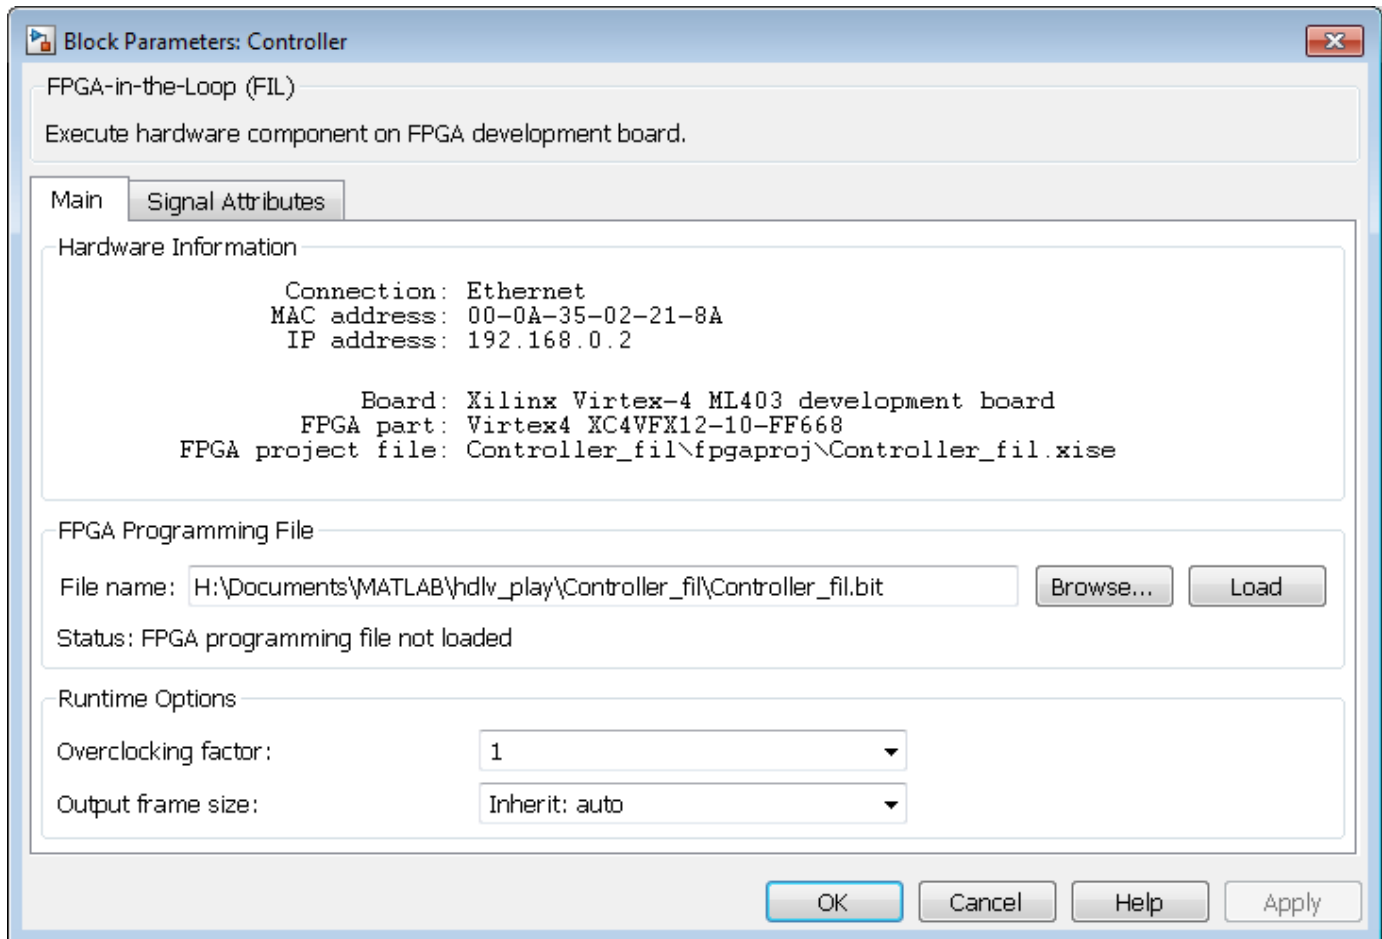 Block Parameters: Controller
FPGA-in-the-Loop (FIL)
Execute hardware component on FPGA development board.
Main
Signal Attributes
Hardware Information
Connection: Ethernet
MAC address: 00-0A-35-02-21-8A
IP address: 192.168.0.2
Board: Xilinx Virtex-4 ML403 development board
FPGA part: Virtex4 XC4VFX12-10-FF668
FPGA project file: Controller_fil\fpgaproj\Controller_fil.xise
FPGA Programming File
File name: H:\Documents\MATLAB\hdlv_play\Controller_fil\Controller_fil.bit Browse... Load
Status: FPGA programming file not loaded
Runtime Options
Overclocking factor: 1
Output frame size: Inherit: auto
OK Cancel Help Apply